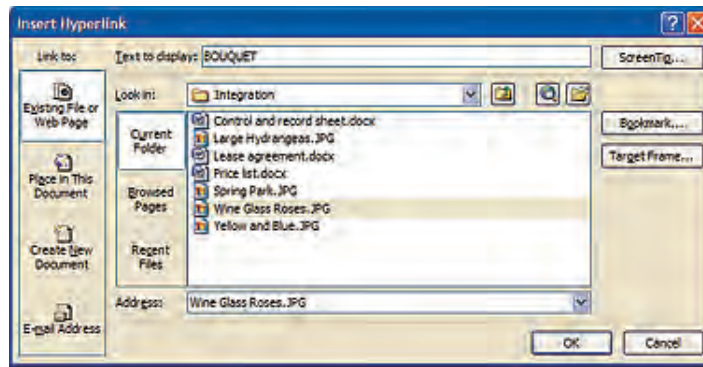 Insert Hyperlink
Link to:
Text to display: BOUQUET
ScreenTip...
Existing File or
Web Page
Look in:
Integration
Current
Folder
Control and record sheet.docx
Large Hydrangeas.JPG
Lease agreement.docx
Price list.docx
Spring Park.JPG
Wine Glass Roses.JPG
Yellow and Blue.JPG
Bookmark...
Target Frame...
Place in This
Document
Browsed
Pages
Create New
Document
Recent
Files
E-mail Address
Address:
Wine Glass Roses.JPG
OK
Cancel